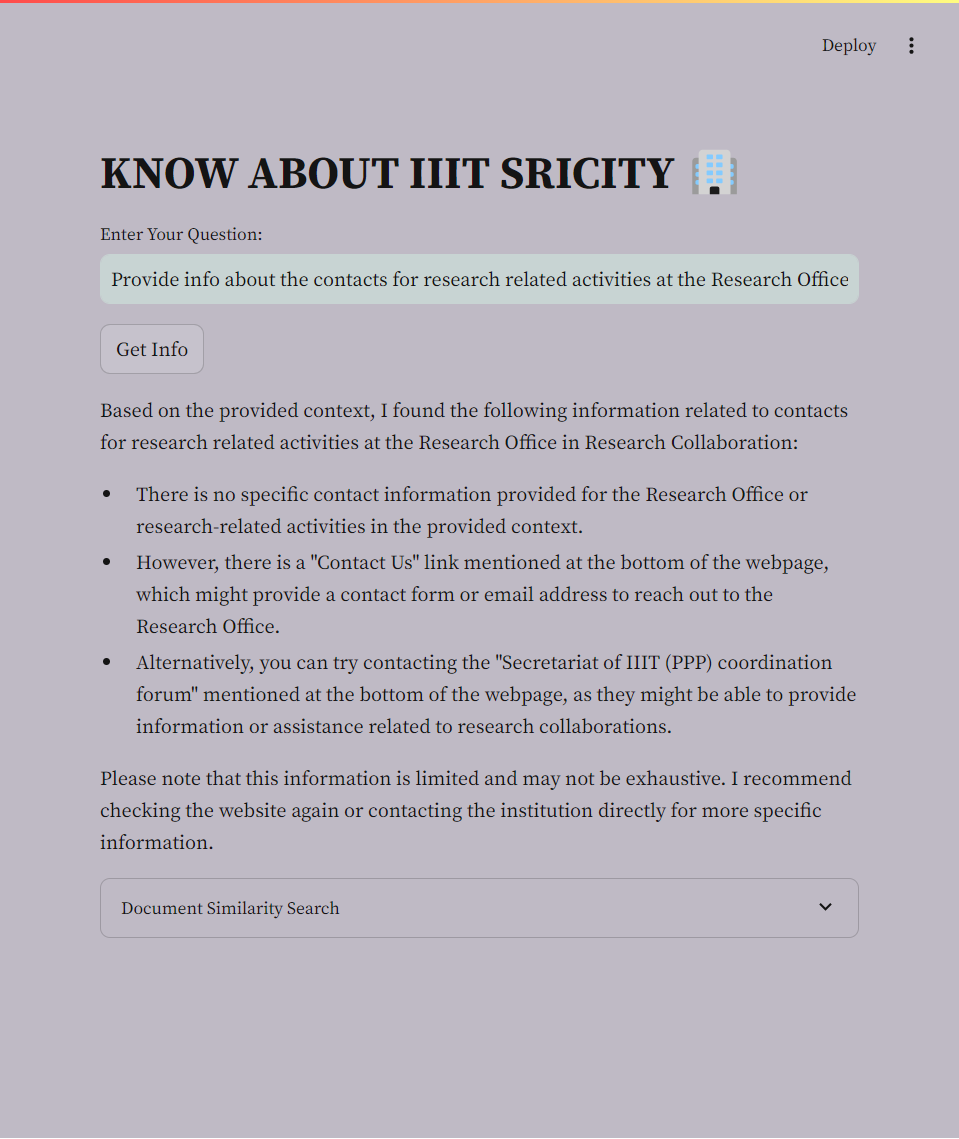 Deploy
KNOW ABOUT IIIT SRICITY
Enter Your Question:
Provide info about the contacts for research related activities at the Research Office
Get Info
Based on the provided context, I found the following information related to contacts
for research related activities at the Research Office in Research Collaboration:
There is no specific contact information provided for the Research Office or
research-related activities in the provided context.
However, there is a "Contact Us" link mentioned at the bottom of the webpage,
which might provide a contact form or email address to reach out to the
Research Office.
Alternatively, you can try contacting the "Secretariat of IIIT (PPP) coordination
forum" mentioned at the bottom of the webpage, as they might be able to provide
information or assistance related to research collaborations.
Please note that this information is limited and may not be exhaustive. I recommend
checking the website again or contacting the institution directly for more specific
information.
Document Similarity Search